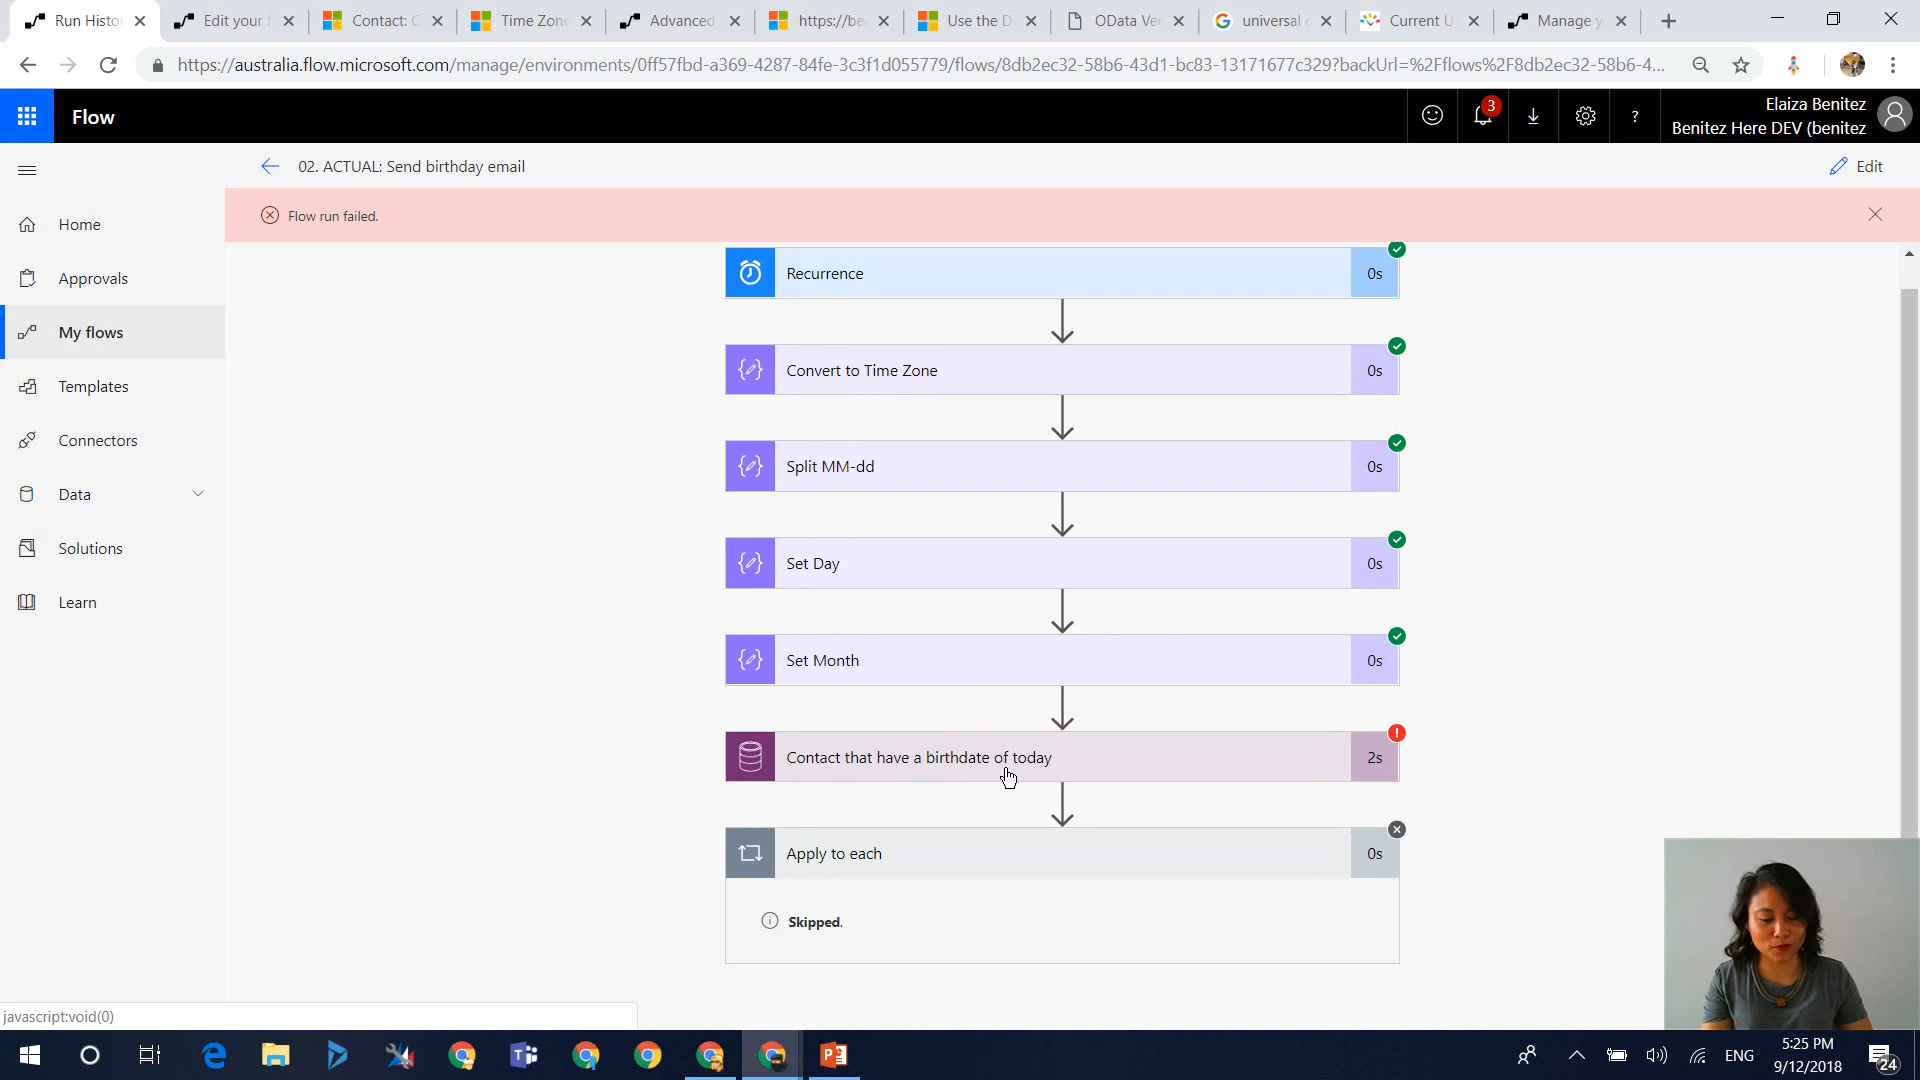 Run Histor
Edit your f
Contact: C
Time Zone
Advanced
https://be
Use the D
OData Ver
universal c
Current U
Manage y
https://australia.flow.microsoft.com/manage/environments/0ff57fbd-a369-4287-84fe-3c3f1d055779/flows/8db2ec32-58b6-43d1-bc83-13171677c329?backUrl=%2Fflows%2F8db2ec32-58b6-4...
Flow
3
?
Elaiza Benitez
Benitez Here DEV (benitez
02. ACTUAL: Send birthday email
Edit
Flow run failed.
Home
Approvals
My flows
Templates
Connectors
Data
Solutions
Learn
Recurrence
0s
Convert to Time Zone
0s
Split MM-dd
0s
Set Day
0s
Set Month
0s
Contact that have a birthdate of today
2s
Apply to each
0s
Skipped.
javascript:void(0)
ENG
5:25 PM
9/12/2018
24